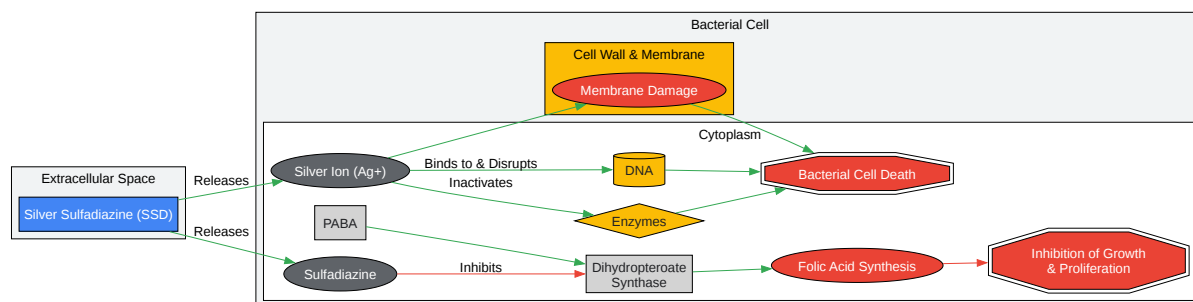 Bacterial Cell
Cell Wall & Membrane
Membrane Damage
Cytoplasm
Extracellular Space
Silver Sulfadiazine (SSD)
Releases
Releases
Silver Ion (Ag+)
Binds to & Disrupts
Inactivates
DNA
Enzymes
Bacterial Cell Death
PABA
Sulfadiazine
Inhibits
Dihydropteroate
Synthase
Folic Acid Synthesis
Inhibition of Growth
& Proliferation